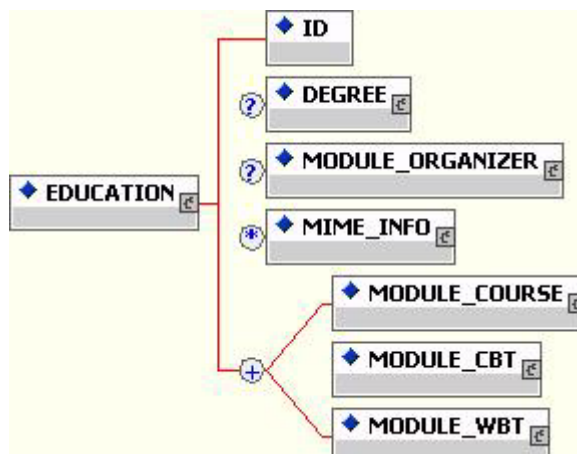 ID
? DEGREE
? MODULE_ORGANIZER
EDUCATION
* MIME_INFO
MODULE_COURSE
+
MODULE_CBT
MODULE_WBT